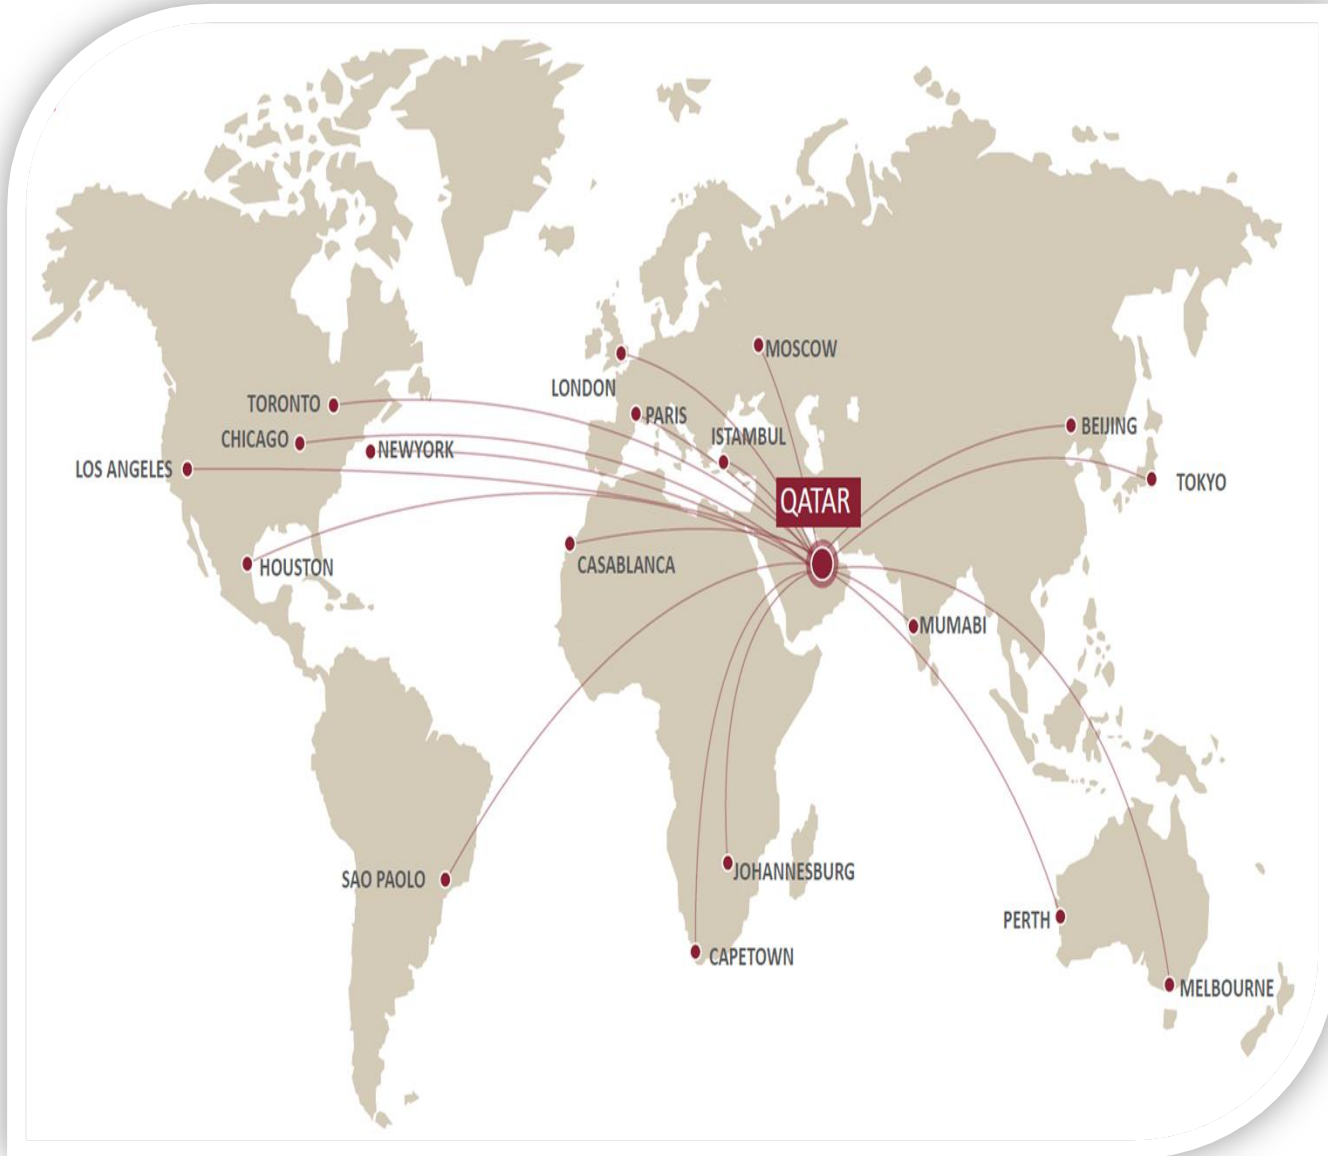 MOSCOW
LONDON
TORONTO
PARIS
BEIJING
ISTAMBUL
CHICAGO
NEWYORK
LOS ANGELES
TOKYO
QATAR
CASABLANCA
HOUSTON
MUMABI
JOHANNESBURG
SAO PAOLO
PERTH
CAPETOWN
MELBOURNE